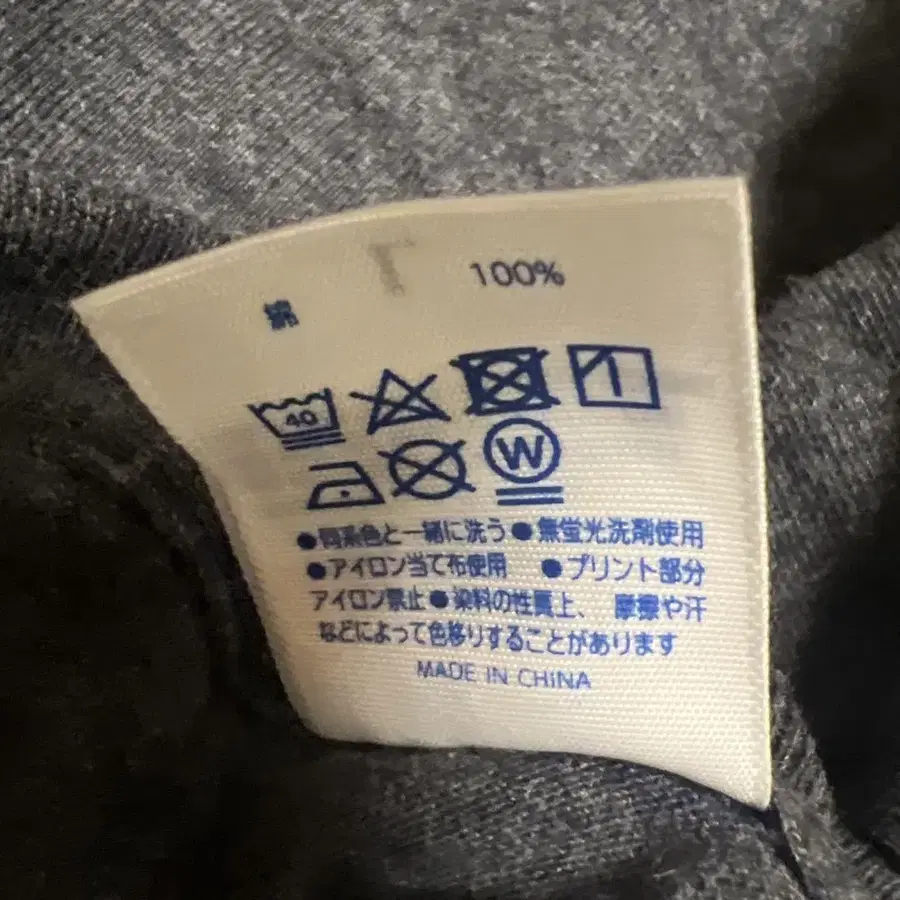 綿 100%
40
W
●同系色と一緒に洗う ●無蛍光洗剤使用
●アイロン当て布使用 ●プリント部分
アイロン禁止 ●染料の性質上、 摩擦や汗
などによって色移りすることがあります
MADE IN CHINA